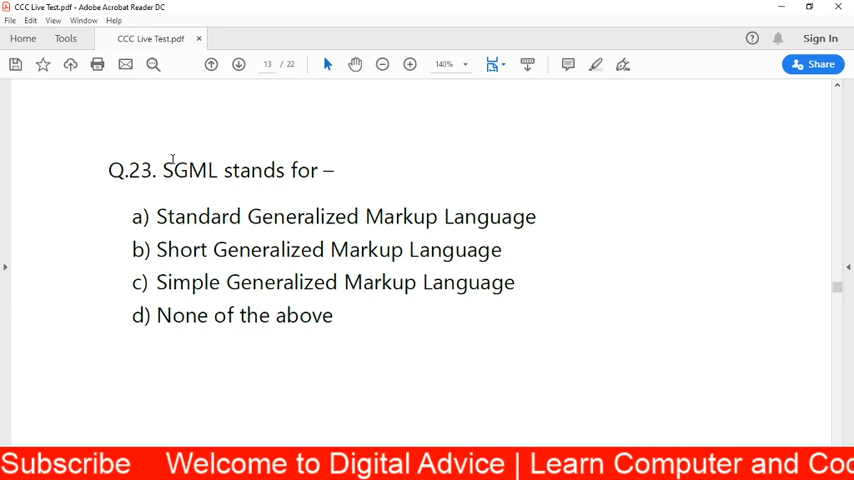 CCC Live Test.pdf - Adobe Acrobat Reader DC
File Edit View Window Help
Home Tools CCC Live Test.pdf × Sign In
13 / 22 140% Share
Q.23. SGML stands for –
a) Standard Generalized Markup Language
b) Short Generalized Markup Language
c) Simple Generalized Markup Language
d) None of the above
Subscribe Welcome to Digital Advice | Learn Computer and Coo